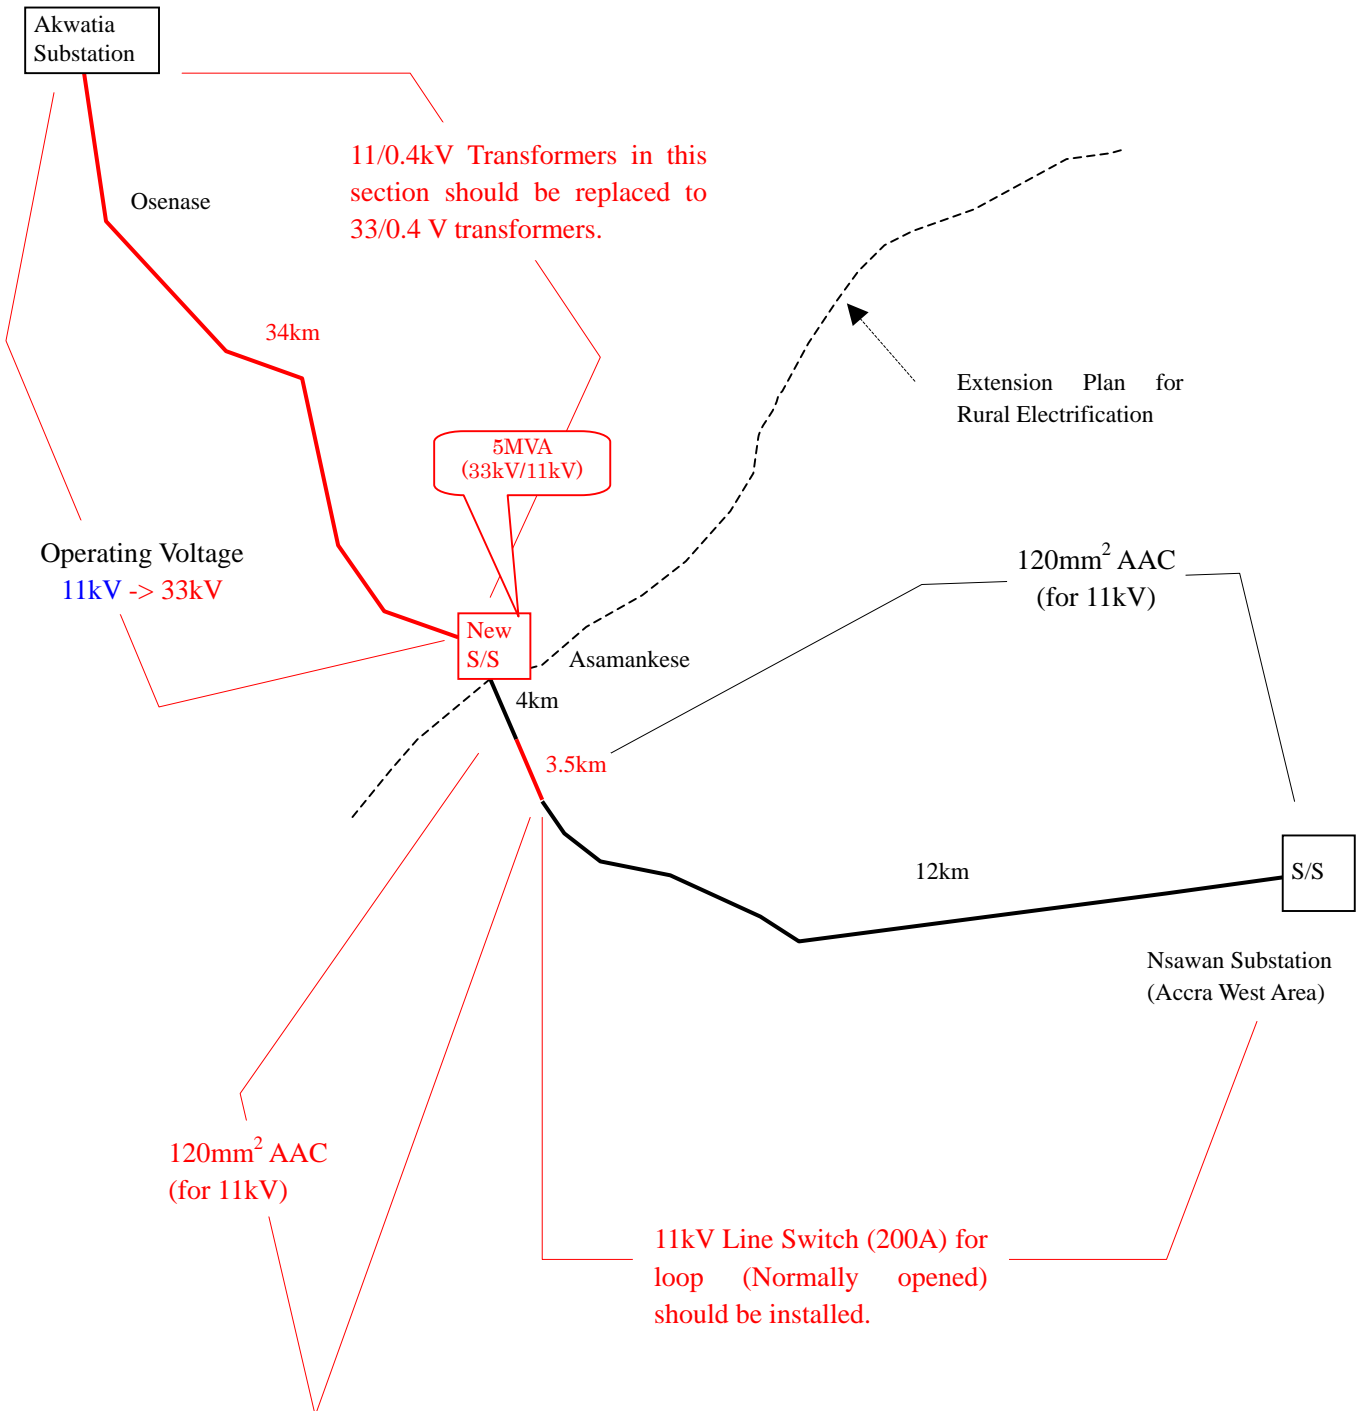 Akwatia
Substation
11/0.4kV Transformers in this
section should be replaced to
33/0.4 V transformers.
Osenase
34km
Extension Plan for
Rural Electrification
5MVA
(33kV/11kV)
Operating Voltage
11kV -> 33kV
120mm² AAC
(for 11kV)
New
S/S
Asamankese
4km
3.5km
12km
S/S
Nsawan Substation
(Accra West Area)
120mm² AAC
(for 11kV)
11kV Line Switch (200A) for
loop (Normally opened)
should be installed.